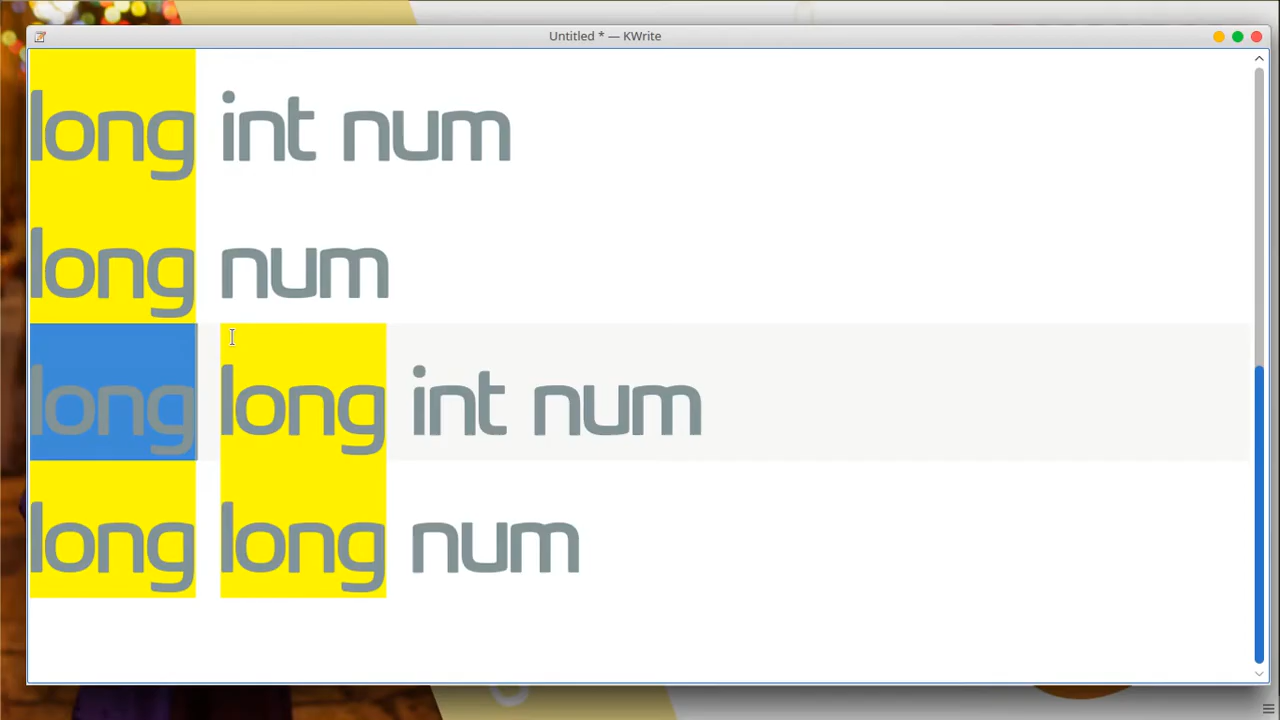 Untitled * — KWrite
long int num
long num
long long int num
long long num